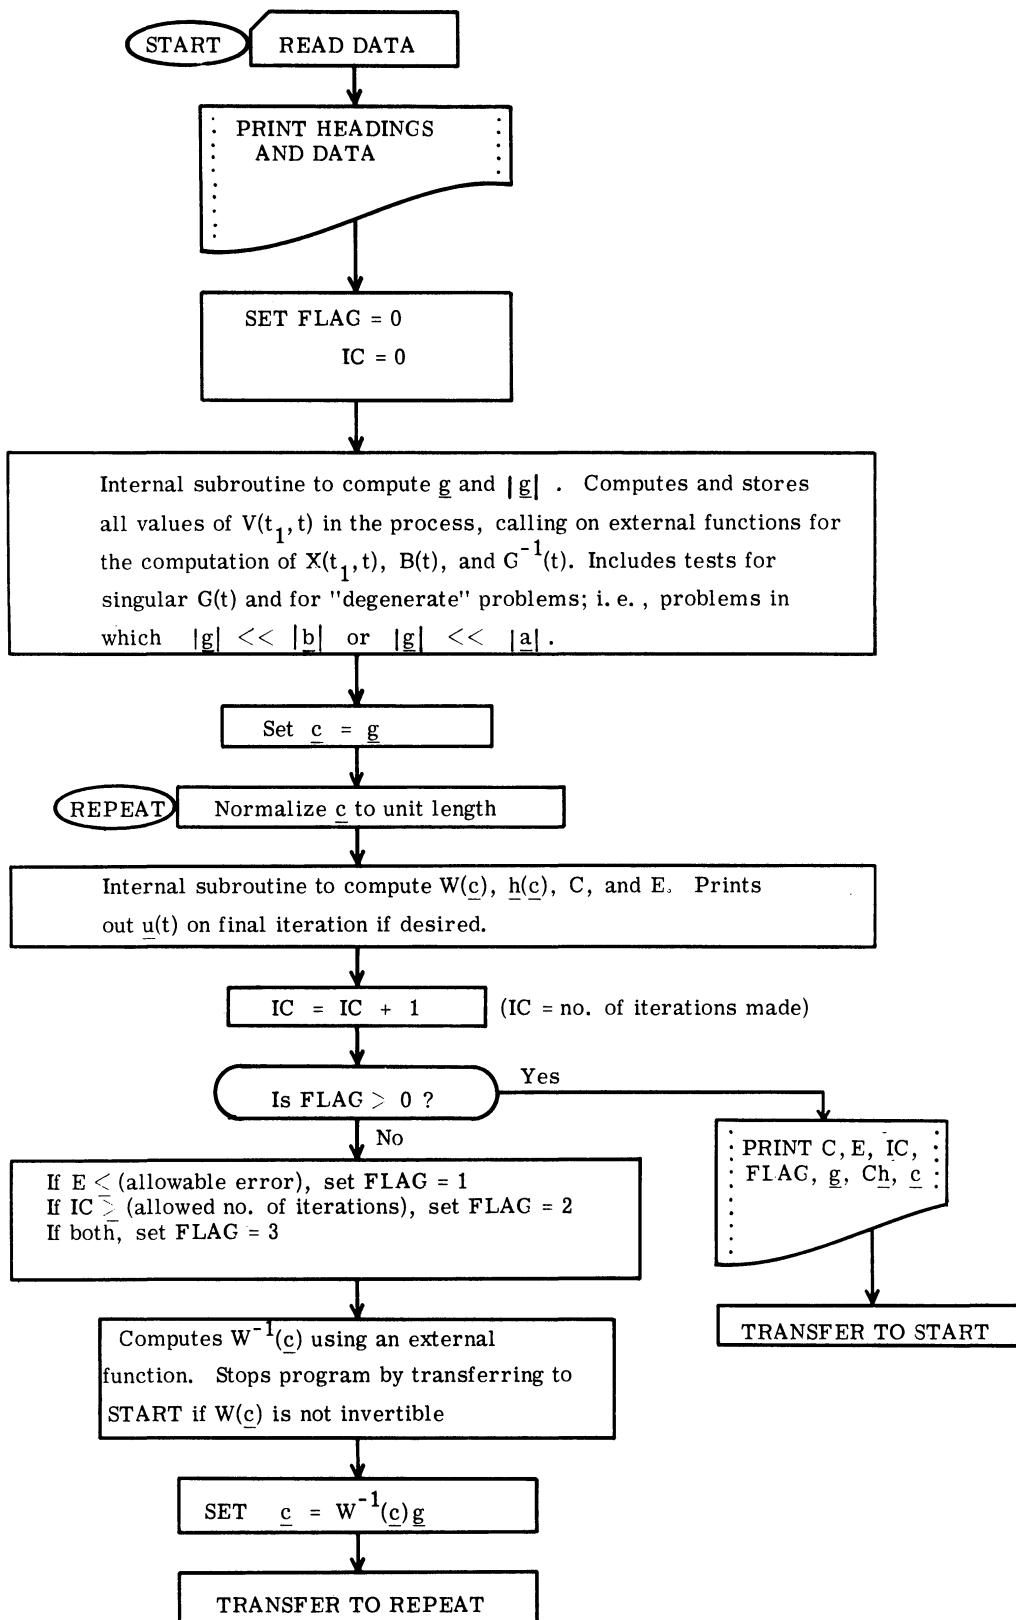 START READ DATA
PRINT HEADINGS
AND DATA
SET FLAG = 0
IC = 0
Internal subroutine to compute g and |g| . Computes and stores
all values of V(t₁,t) in the process, calling on external functions for
the computation of X(t₁,t), B(t), and G⁻¹(t). Includes tests for
singular G(t) and for "degenerate" problems; i. e., problems in
which |g| << |b| or |g| << |a|.
Set c = g
REPEAT Normalize c to unit length
Internal subroutine to compute W(c), h(c), C, and E. Prints
out u(t) on final iteration if desired.
IC = IC + 1 (IC = no. of iterations made)
Is FLAG > 0 ?
Yes
No
PRINT C, E, IC,
FLAG, g, Ch, c
TRANSFER TO START
If E ≤ (allowable error), set FLAG = 1
If IC ≥ (allowed no. of iterations), set FLAG = 2
If both, set FLAG = 3
Computes W⁻¹(c) using an external
function. Stops program by transferring to
START if W(c) is not invertible
SET c = W⁻¹(c)g
TRANSFER TO REPEAT